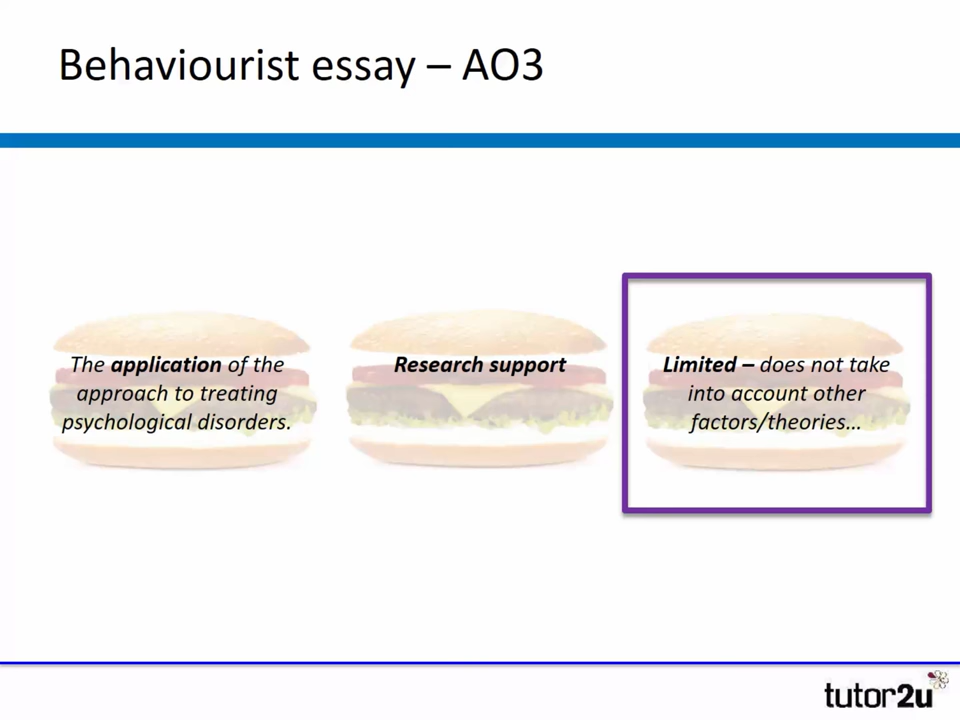 Behaviourist essay – AO3
The application of the
approach to treating
psychological disorders.
Research support
Limited – does not take
into account other
factors/theories…
tutor2u